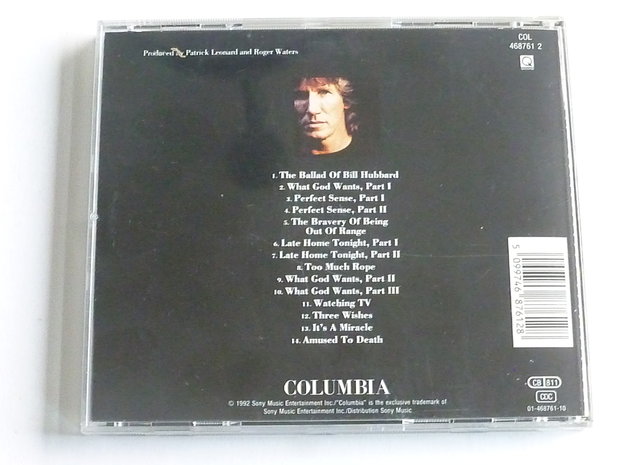 COL
468761 2
Produced by Patrick Leonard and Roger Waters
Q
1. The Ballad Of Bill Hubbard
2. What God Wants, Part I
3. Perfect Sense, Part I
4. Perfect Sense, Part II
5. The Bravery Of Being
Out Of Range
6. Late Home Tonight, Part I
7. Late Home Tonight, Part II
8. Too Much Rope
9. What God Wants, Part II
10. What God Wants, Part III
11. Watching TV
12. Three Wishes
13. It's A Miracle
14. Amused To Death
5 099746 876128
CB 811
CDC
01-468761-10
COLUMBIA
© 1992 Sony Music Entertainment Inc./"Columbia" is the exclusive trademark of
Sony Music Entertainment Inc./Distribution Sony Music